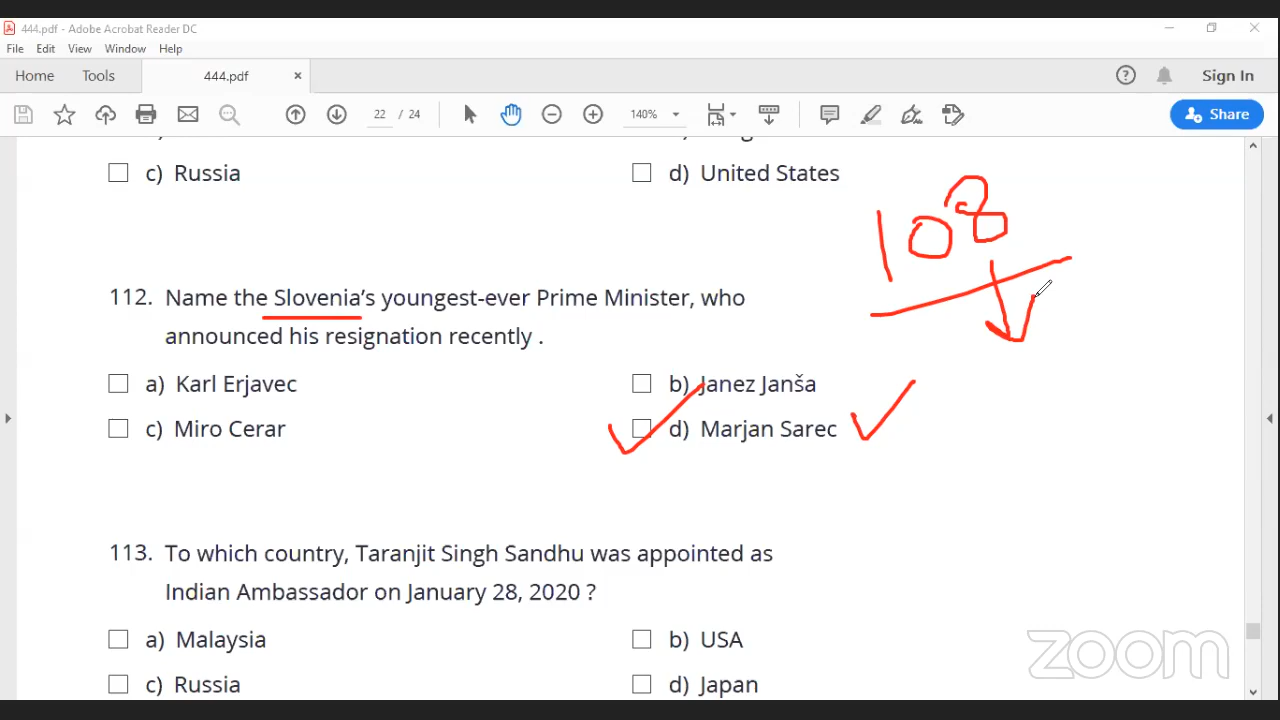 444.pdf - Adobe Acrobat Reader DC
File Edit View Window Help
Home Tools 444.pdf × Sign In
22 / 24 140% Share
c) Russia d) United States
108
112. Name the Slovenia's youngest-ever Prime Minister, who
announced his resignation recently .
a) Karl Erjavec b) Janez Janša
c) Miro Cerar d) Marjan Sarec
113. To which country, Taranjit Singh Sandhu was appointed as
Indian Ambassador on January 28, 2020 ?
a) Malaysia b) USA
c) Russia d) Japan
zoom